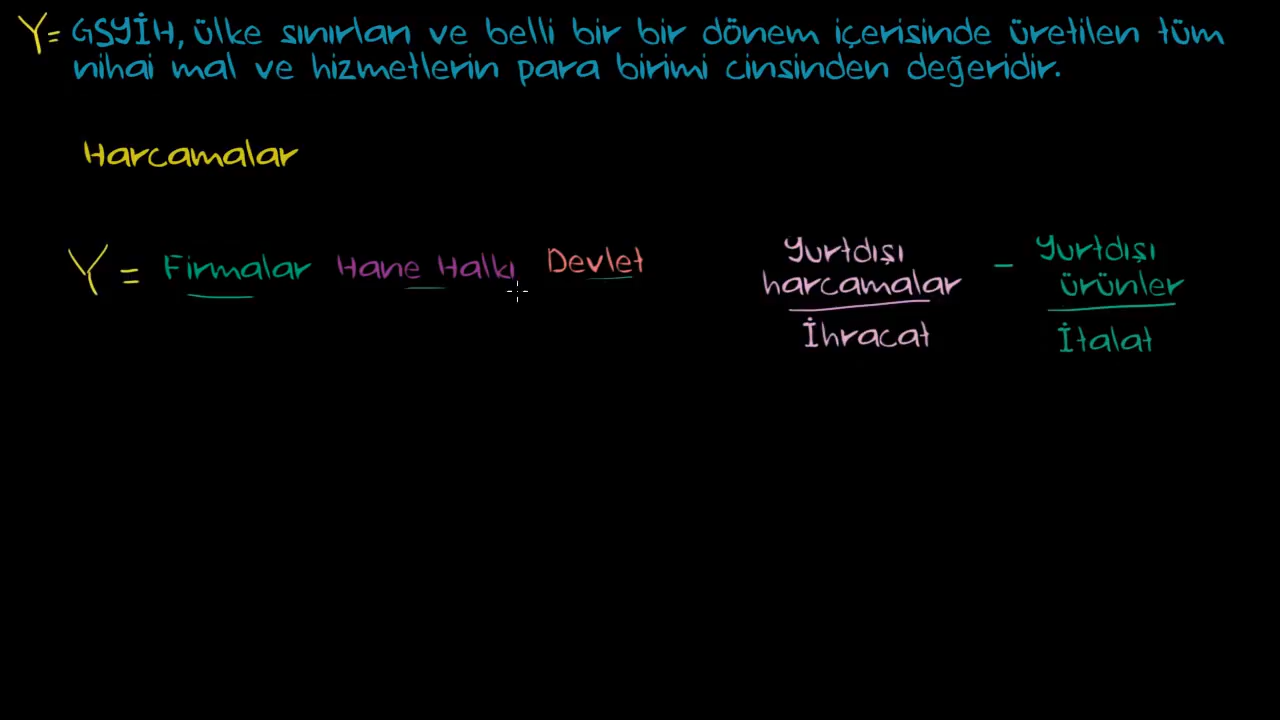 Y= GSYİH, ülke sınırları ve belli bir bir dönem içerisinde üretilen tüm
nihai mal ve hizmetlerin para birimi cinsinden değeridir.
Harcamalar
Y = Firmalar Hane Halkı Devlet
Yurtdışı
harcamalar
İhracat
- Yurtdışı
ürünler
İtalat